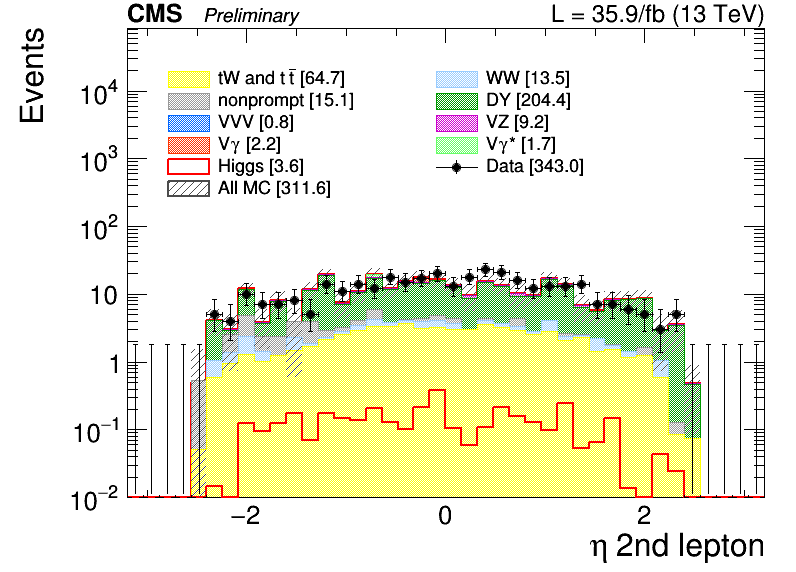 CMS Preliminary L = 35.9/fb (13 TeV)
Events
tW and t t̄ [64.7] WW [13.5]
nonprompt [15.1] DY [204.4]
VVV [0.8] VZ [9.2]
Vγ [2.2] Vγ* [1.7]
Higgs [3.6] Data [343.0]
All MC [311.6]
10⁴
10³
10²
10
1
10⁻¹
10⁻²
−2 0 2
η 2nd lepton